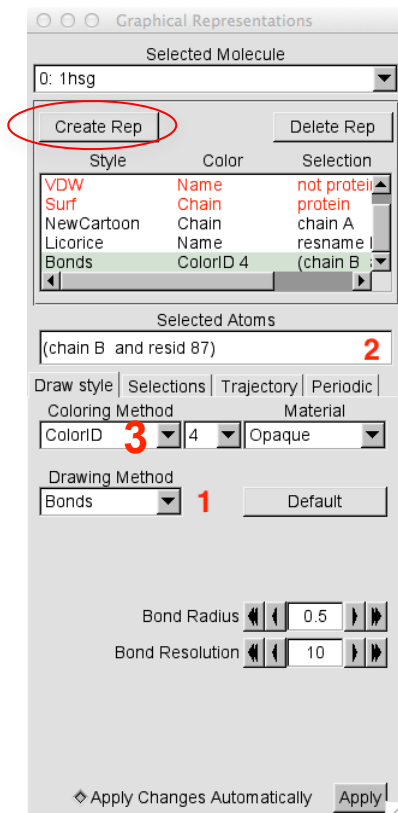 Graphical Representations
Selected Molecule
0: 1hsg
Create Rep Delete Rep
Style Color Selection
VDW Name not protei
Surf Chain protein
NewCartoon Chain chain A
Licorice Name resname
Bonds ColorID 4 (chain B
Selected Atoms
(chain B and resid 87) 2
Draw style Selections Trajectory Periodic
Coloring Method Material
ColorID 3 4 Opaque
Drawing Method
Bonds 1 Default
Bond Radius 0.5
Bond Resolution 10
Apply Changes Automatically Apply